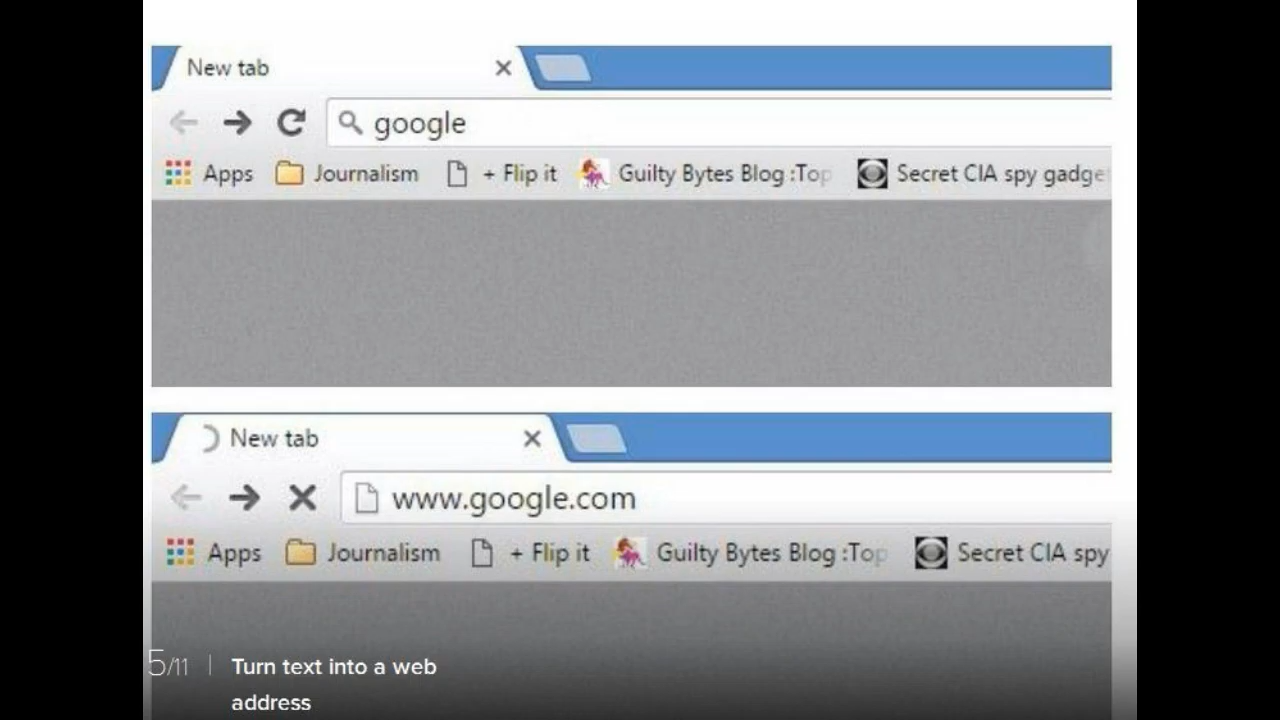 New tab
google
Apps Journalism + Flip it Guilty Bytes Blog :Top Secret CIA spy gadge
New tab
www.google.com
Apps Journalism + Flip it Guilty Bytes Blog :Top Secret CIA spy
5/11 | Turn text into a web
address